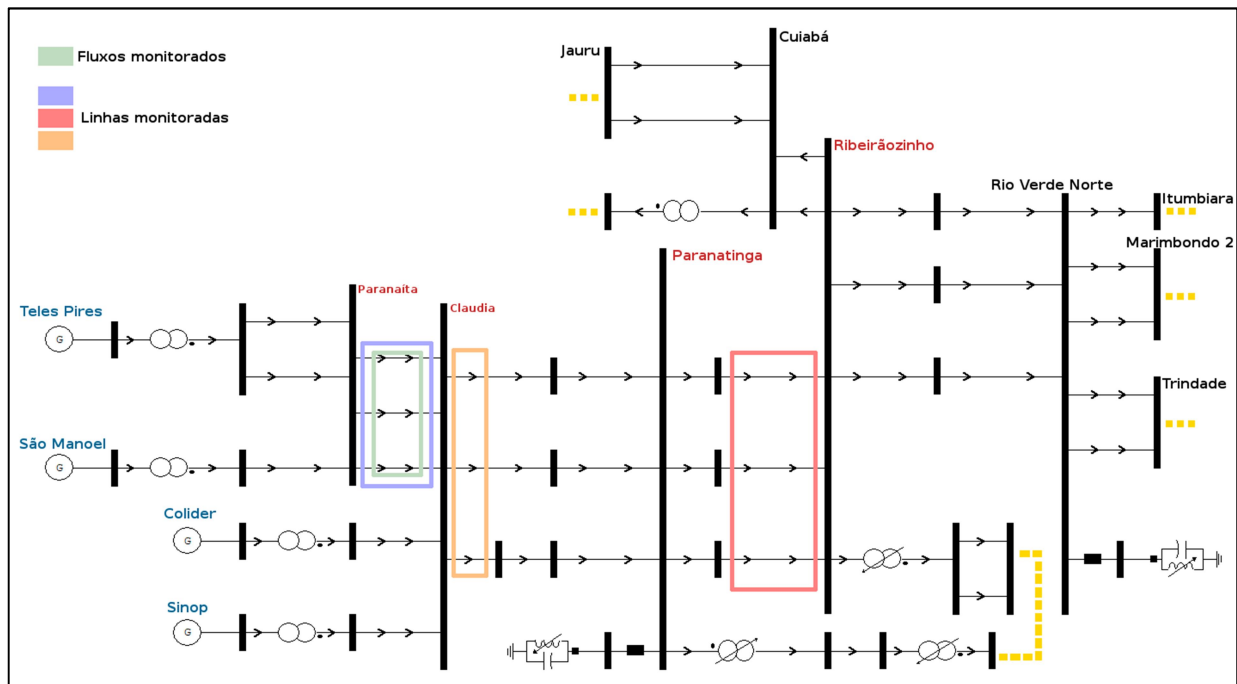 Fluxos monitorados
Linhas monitoradas
Jauru
Cuiabá
Ribeirãozinho
Rio Verde Norte
Itumbiara
Marimbondo 2
Paranatinga
Paranaíta
Claudia
Teles Pires
G
Trindade
São Manoel
G
Colider
G
Sinop
G